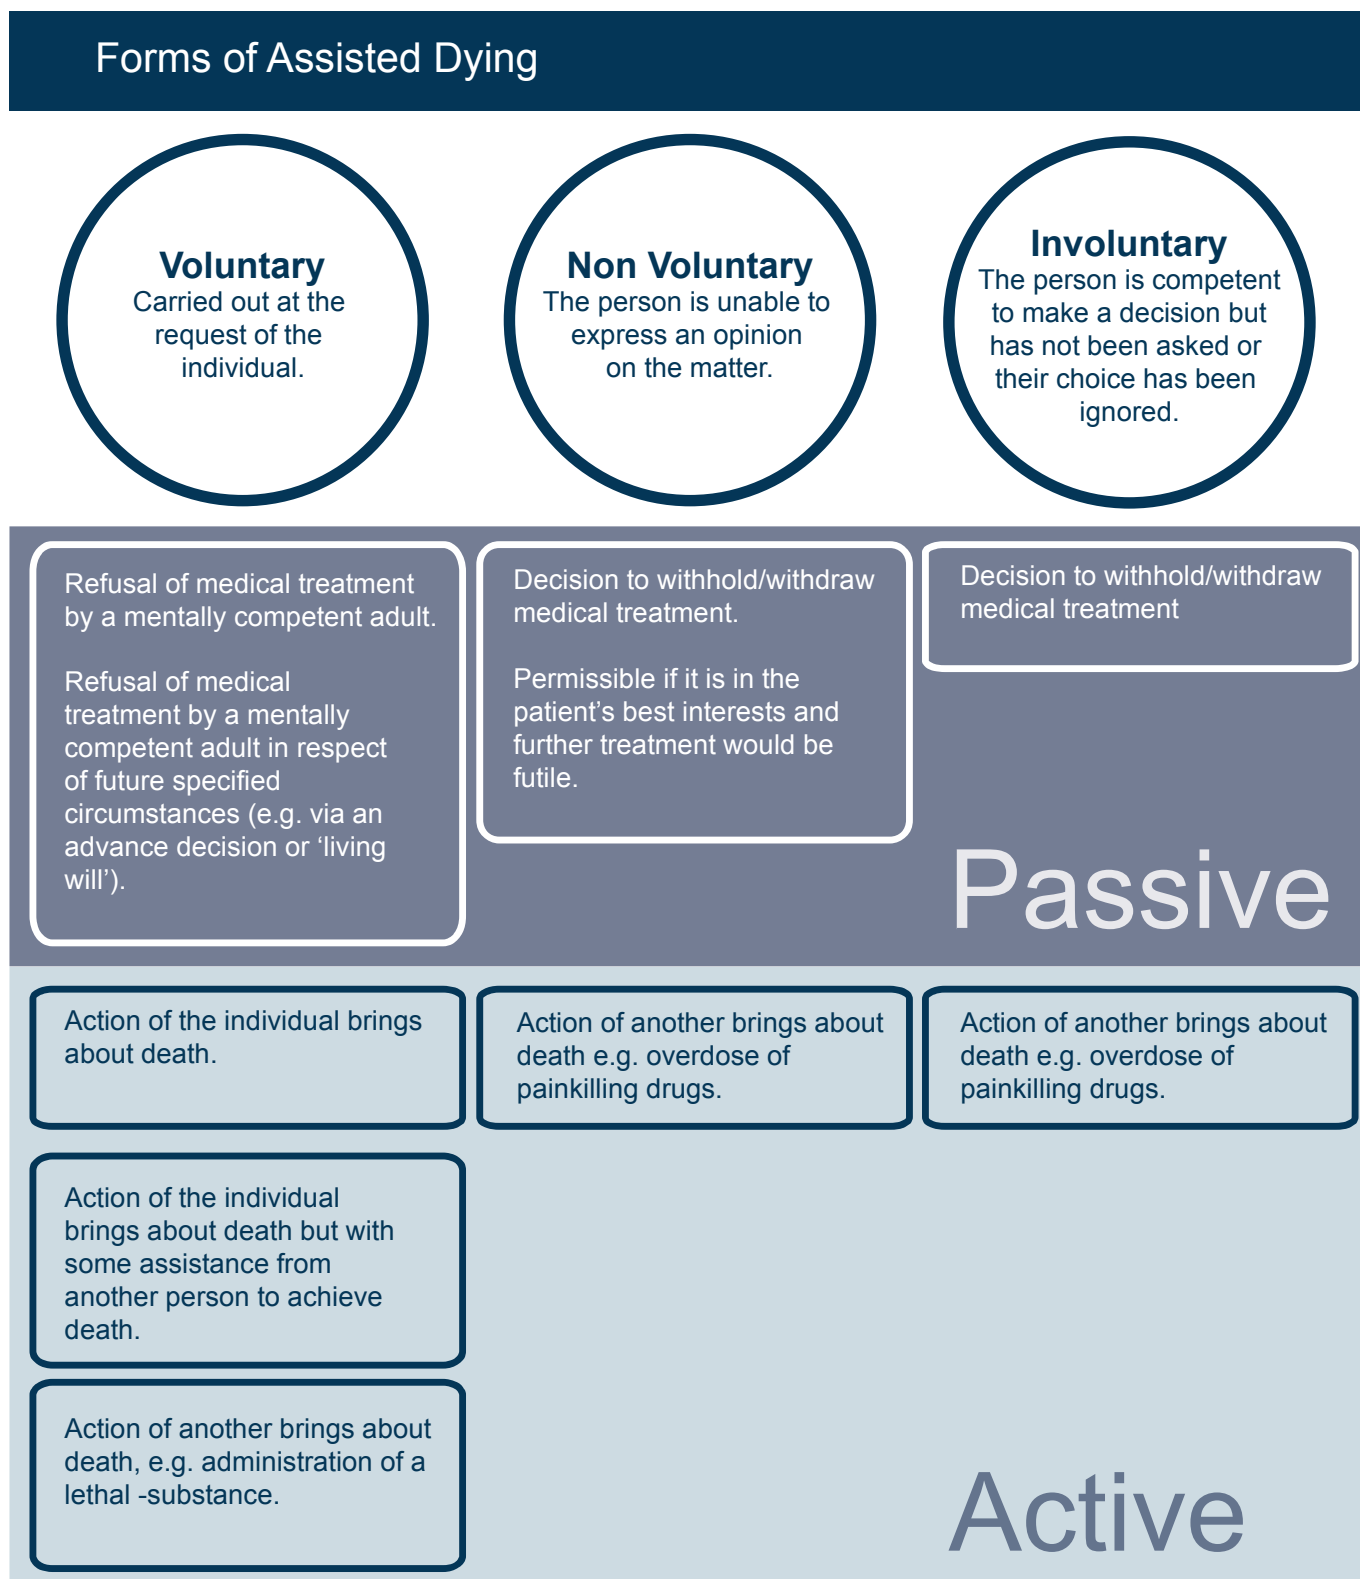 Forms of Assisted Dying
Voluntary
Carried out at the
request of the
individual.
Non Voluntary
The person is unable to
express an opinion
on the matter.
Involuntary
The person is competent
to make a decision but
has not been asked or
their choice has been
ignored.
Refusal of medical treatment
by a mentally competent adult.
Refusal of medical
treatment by a mentally
competent adult in respect
of future specified
circumstances (e.g. via an
advance decision or ‘living
will’).
Decision to withhold/withdraw
medical treatment.
Permissible if it is in the
patient’s best interests and
further treatment would be
futile.
Decision to withhold/withdraw
medical treatment
Passive
Action of the individual brings
about death.
Action of another brings about
death e.g. overdose of
painkilling drugs.
Action of another brings about
death e.g. overdose of
painkilling drugs.
Action of the individual
brings about death but with
some assistance from
another person to achieve
death.
Action of another brings about
death, e.g. administration of a
lethal -substance.
Active